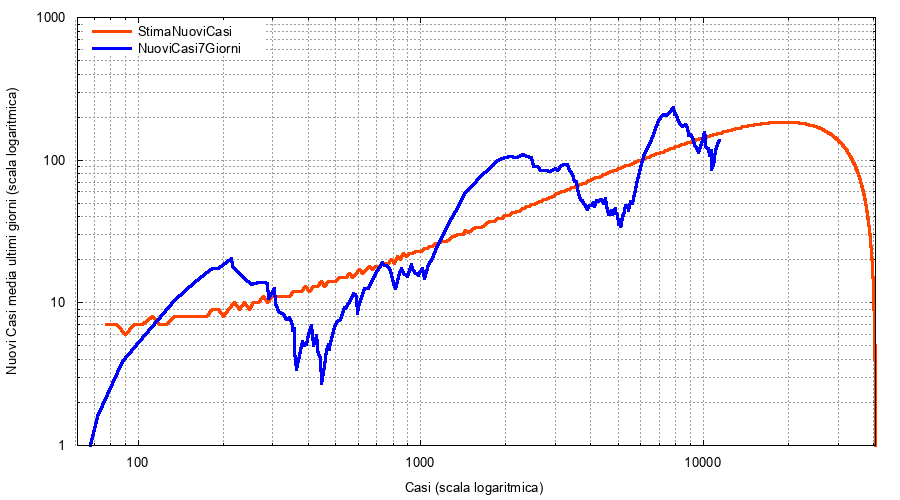 1000
StimaNuoviCasi
NuoviCasi7Giorni
100
10
1
Nuovi Casi media ultimi giorni (scala logaritmica)
100
1000
10000
Casi (scala logaritmica)